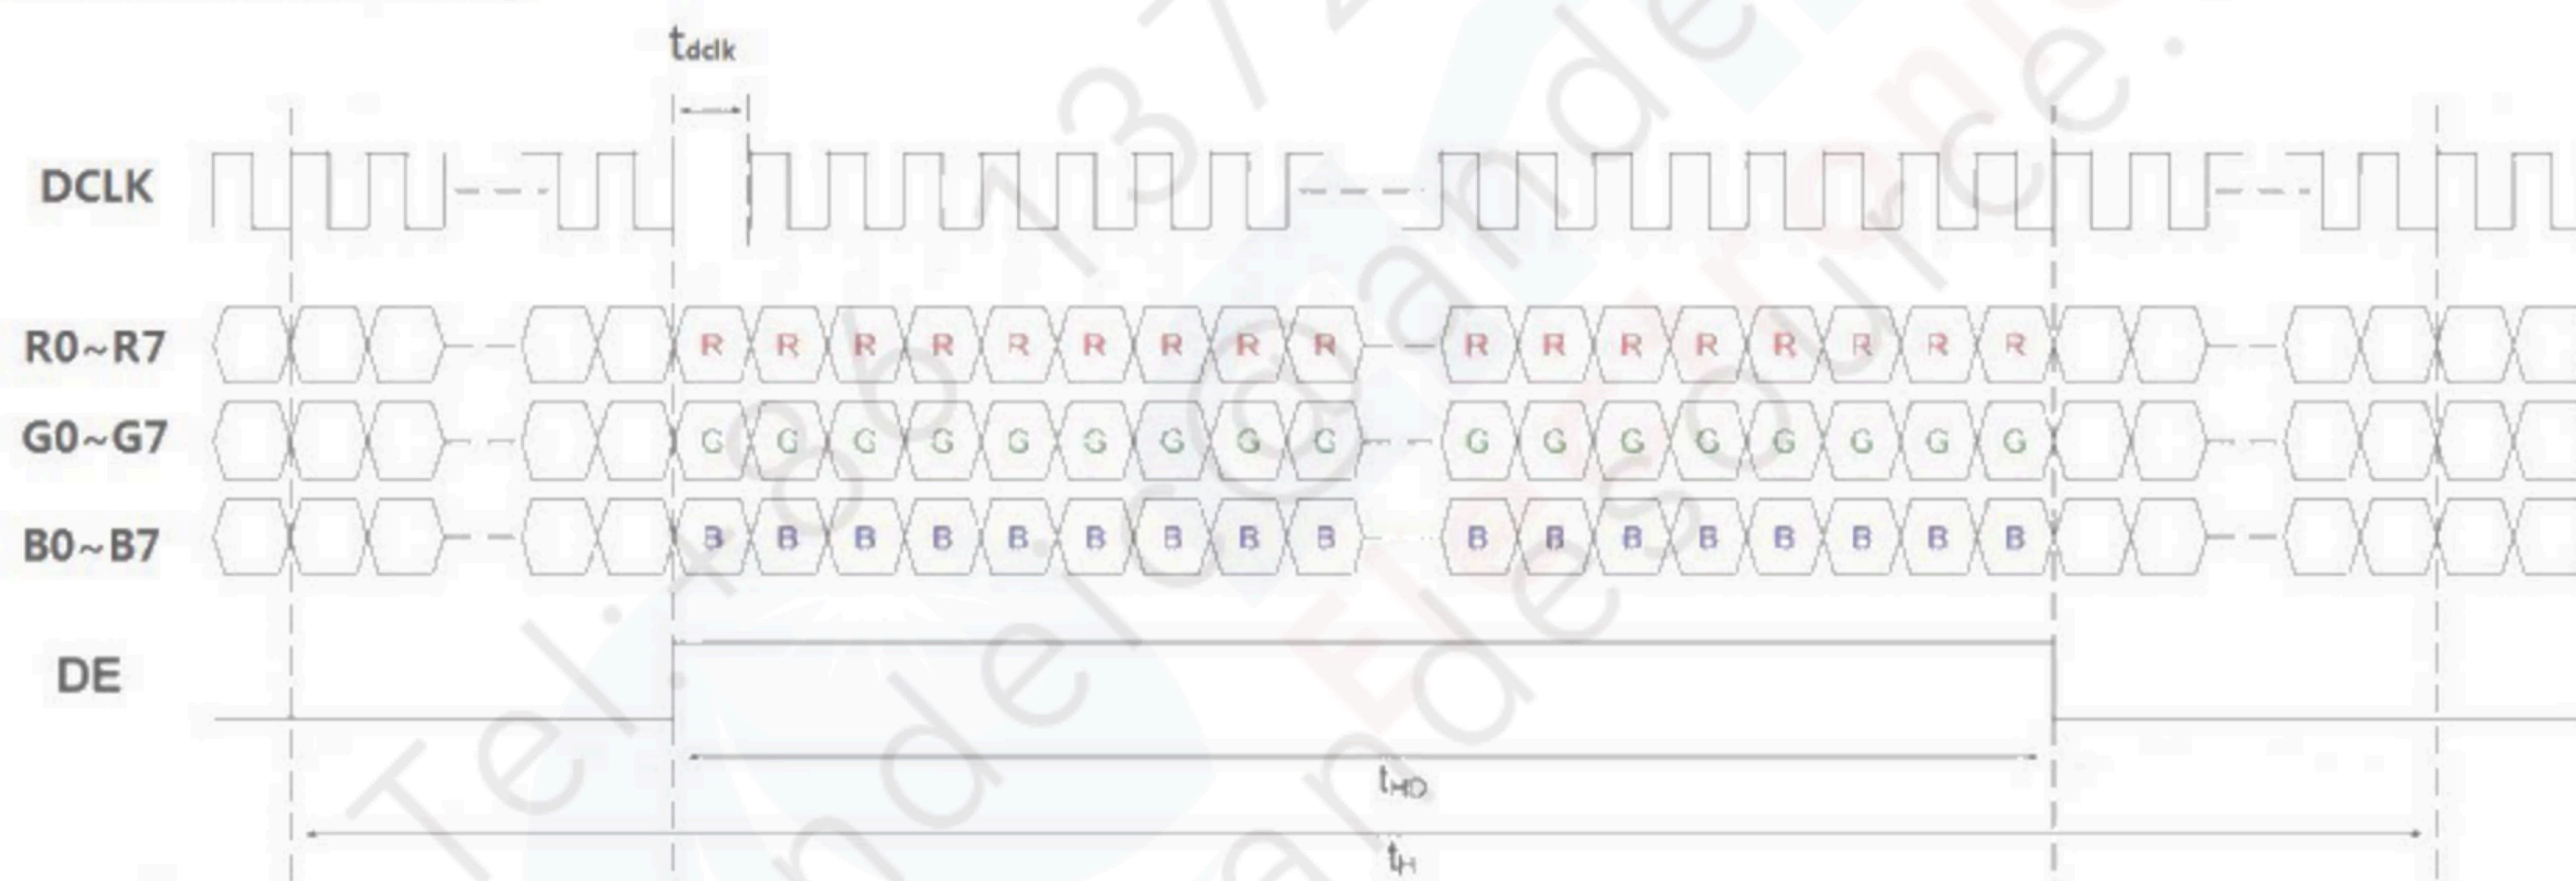 tdclk
DCLK
R0~R7
R R R R R R R R R R R R R R R R R
G0~G7
G G G G G G G G G G G G G G G G G
B0~B7
B B B B B B B B B B B B B B B B B
DE
tHD
tH